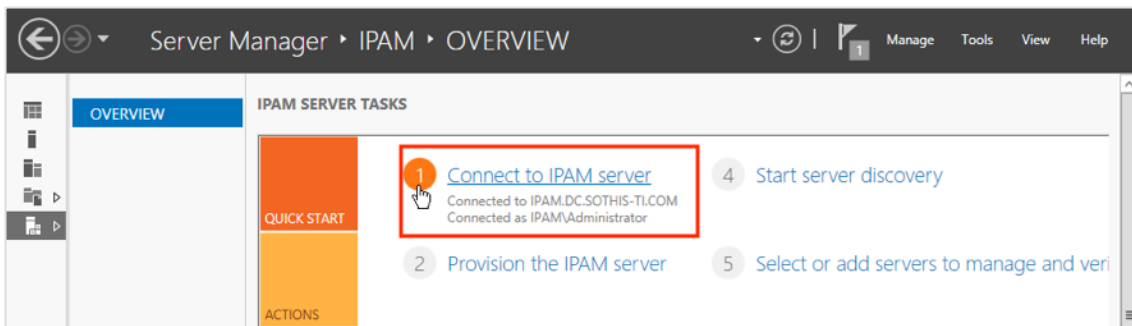 Server Manager ‣ IPAM ‣ OVERVIEW
1
Manage Tools View Help
OVERVIEW
IPAM SERVER TASKS
QUICK START
ACTIONS
1 Connect to IPAM server
Connected to IPAM.DC.SOTHIS-TI.COM
Connected as IPAM\Administrator
2 Provision the IPAM server
4 Start server discovery
5 Select or add servers to manage and veri